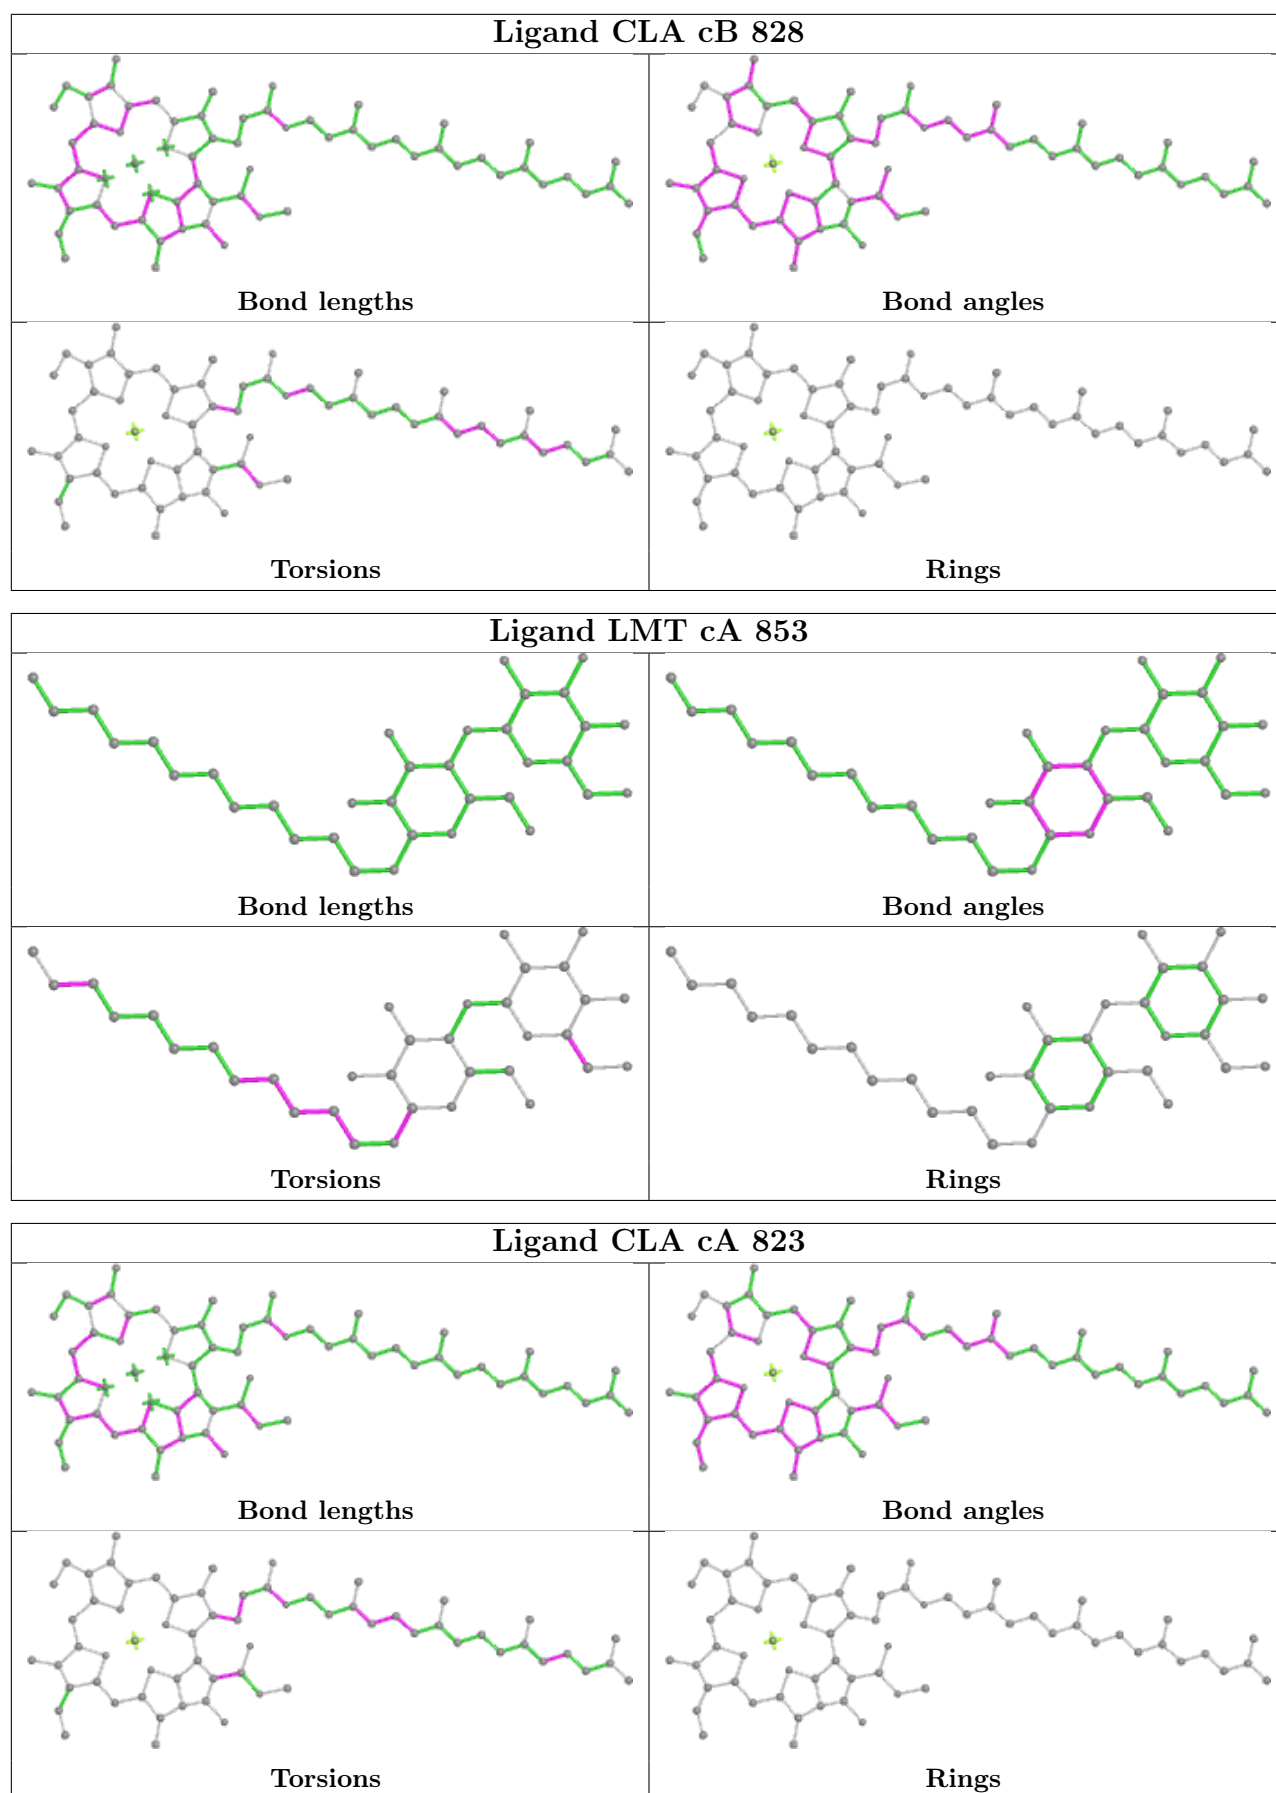 Ligand CLA cB 828
Bond lengths
Bond angles
Torsions
Rings
Ligand LMT cA 853
Bond lengths
Bond angles
Torsions
Rings
Ligand CLA cA 823
Bond lengths
Bond angles
Torsions
Rings